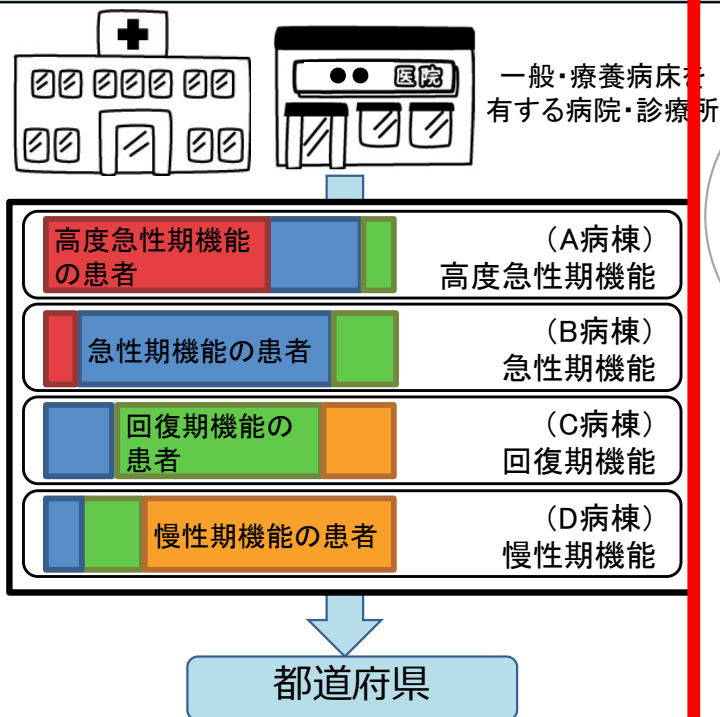 ●● 医院
一般・療養病床を
有する病院・診療所
高度急性期機能
の患者
（A病棟）
高度急性期機能
急性期機能の患者
（B病棟）
急性期機能
回復期機能の
患者
（C病棟）
回復期機能
慢性期機能の患者
（D病棟）
慢性期機能
都道府県